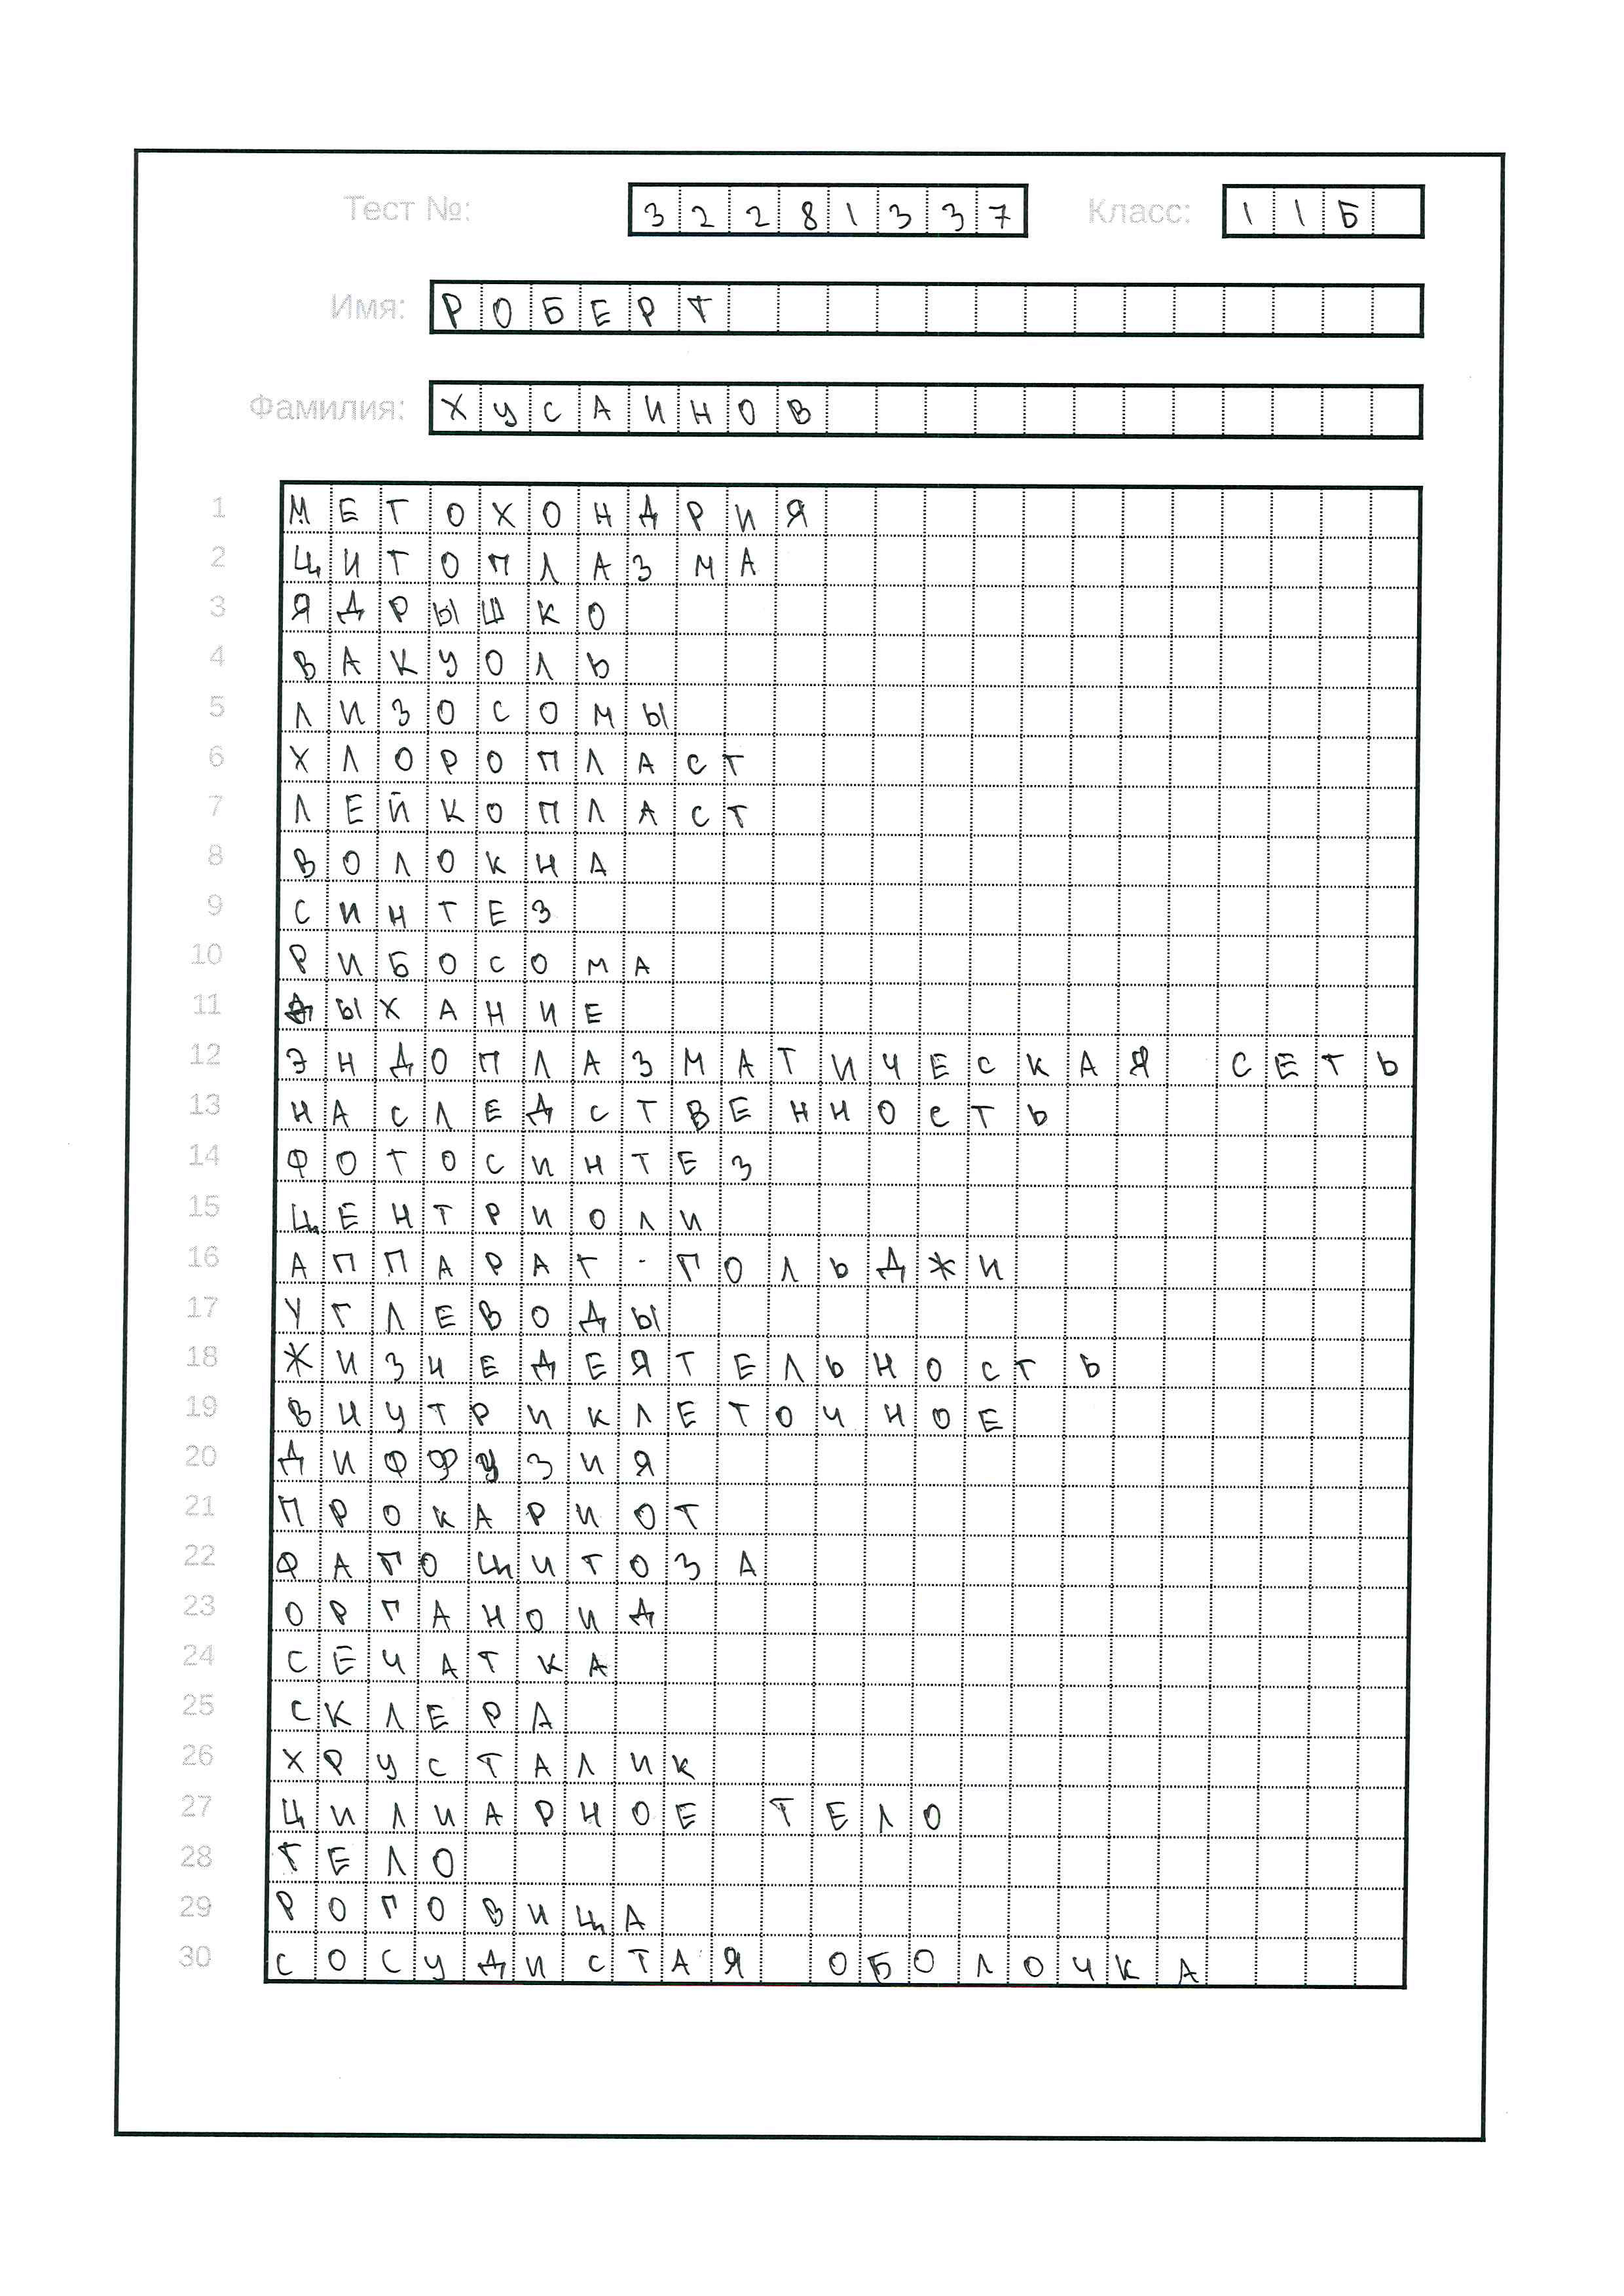 Тест №: 32281337 Класс: 11Б
Имя: РОБЕРТ
Фамилия: ХУСАИНОВ
1 МЕТОХОНДРИЯ
2 ЦИТОПЛАЗМА
3 ЯДРЫШКО
4 ВАКУОЛЬ
5 ЛИЗОСОМЫ
6 ХЛОРОПЛАСТ
7 ЛЕЙКОПЛАСТ
8 ВОЛОКНА
9 СИНТЕЗ
10 РИБОСОМА
11 ДЫХАНИЕ
12 ЭНДОПЛАЗМАТИЧЕСКАЯ СЕТЬ
13 НАСЛЕДСТВЕННОСТЬ
14 ФОТОСИНТЕЗ
15 ЦЕНТРИОЛИ
16 АППАРАТ-ГОЛЬДЖИ
17 УГЛЕВОДЫ
18 ЖИЗНЕДЕЯТЕЛЬНОСТЬ
19 ВНУТРИКЛЕТОЧНОЕ
20 ДИФФУЗИЯ
21 ПРОКАРИОТ
22 ФАГОЦИТОЗА
23 ОРГАНОИД
24 СЕЧАТКА
25 СКЛЕРА
26 ХРУСТАЛИК
27 ЦИЛИАРНОЕ ТЕЛО
28 ТЕЛО
29 РОГОВИЦА
30 СОСУДИСТАЯ ОБОЛОЧКА